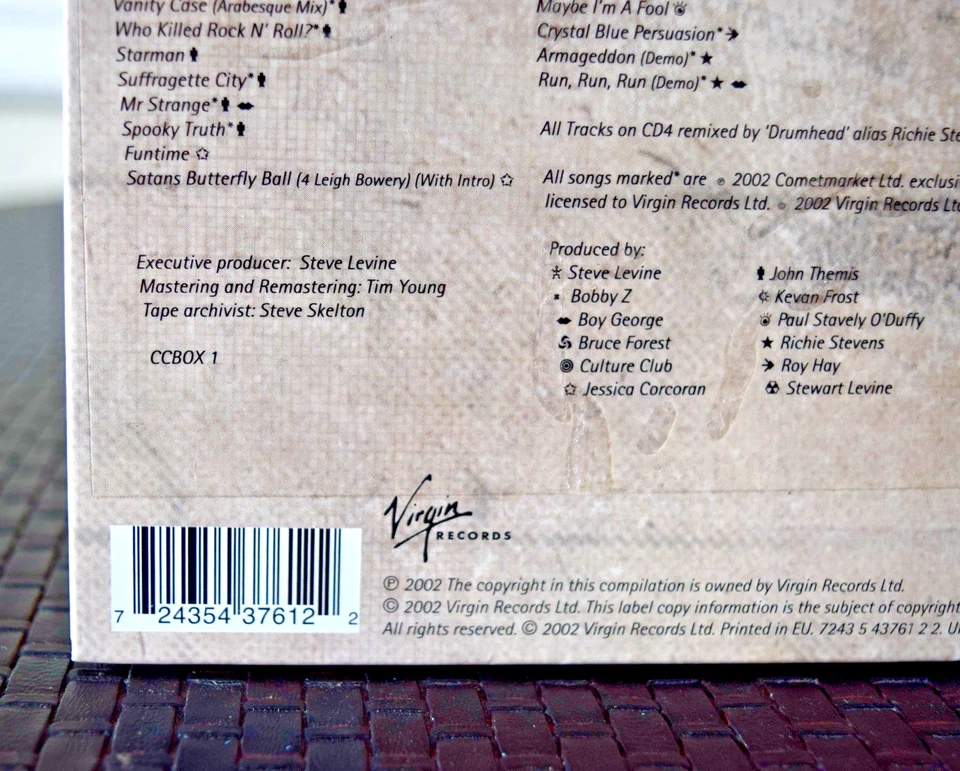 Vanity Case (Arabesque Mix)*
Who Killed Rock N' Roll?*
Starman
Suffragette City*
Mr Strange*
Spooky Truth*
Funtime
Satans Butterfly Ball (4 Leigh Bowery) (With Intro)
Maybe I'm A Fool
Crystal Blue Persuasion*
Armageddon (Demo)*
Run, Run, Run (Demo)*
All Tracks on CD4 remixed by 'Drumhead' alias Richie Ste
All songs marked* are ℗ 2002 Cometmarket Ltd. exclusi
licensed to Virgin Records Ltd. ℗ 2002 Virgin Records Ltd
Executive producer: Steve Levine
Mastering and Remastering: Tim Young
Tape archivist: Steve Skelton
CCBOX 1
Produced by:
Steve Levine
Bobby Z
Boy George
Bruce Forest
Culture Club
Jessica Corcoran
John Themis
Kevan Frost
Paul Stavely O'Duffy
Richie Stevens
Roy Hay
Stewart Levine
Virgin
RECORDS
7 24354 37612 2
℗ 2002 The copyright in this compilation is owned by Virgin Records Ltd.
© 2002 Virgin Records Ltd. This label copy information is the subject of copyright
All rights reserved. © 2002 Virgin Records Ltd. Printed in EU. 7243 5 43761 2 2. U